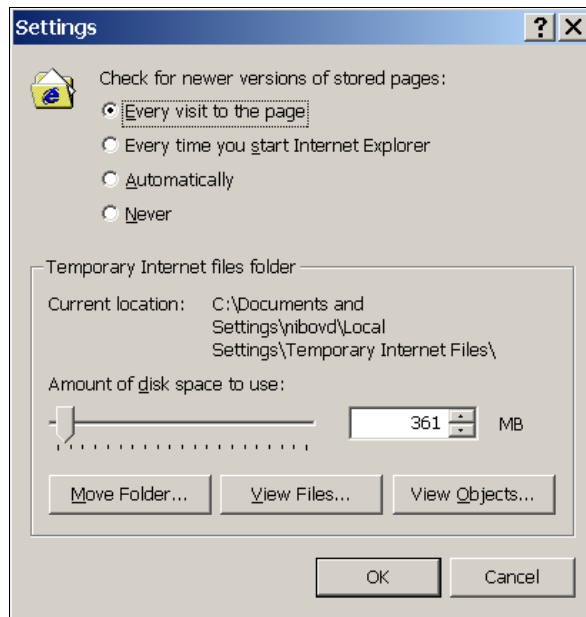 Settings
Check for newer versions of stored pages:
Every visit to the page
Every time you start Internet Explorer
Automatically
Never
Temporary Internet files folder
Current location: C:\Documents and
Settings\nibovd\Local
Settings\Temporary Internet Files\
Amount of disk space to use:
361 MB
Move Folder... View Files... View Objects...
OK Cancel